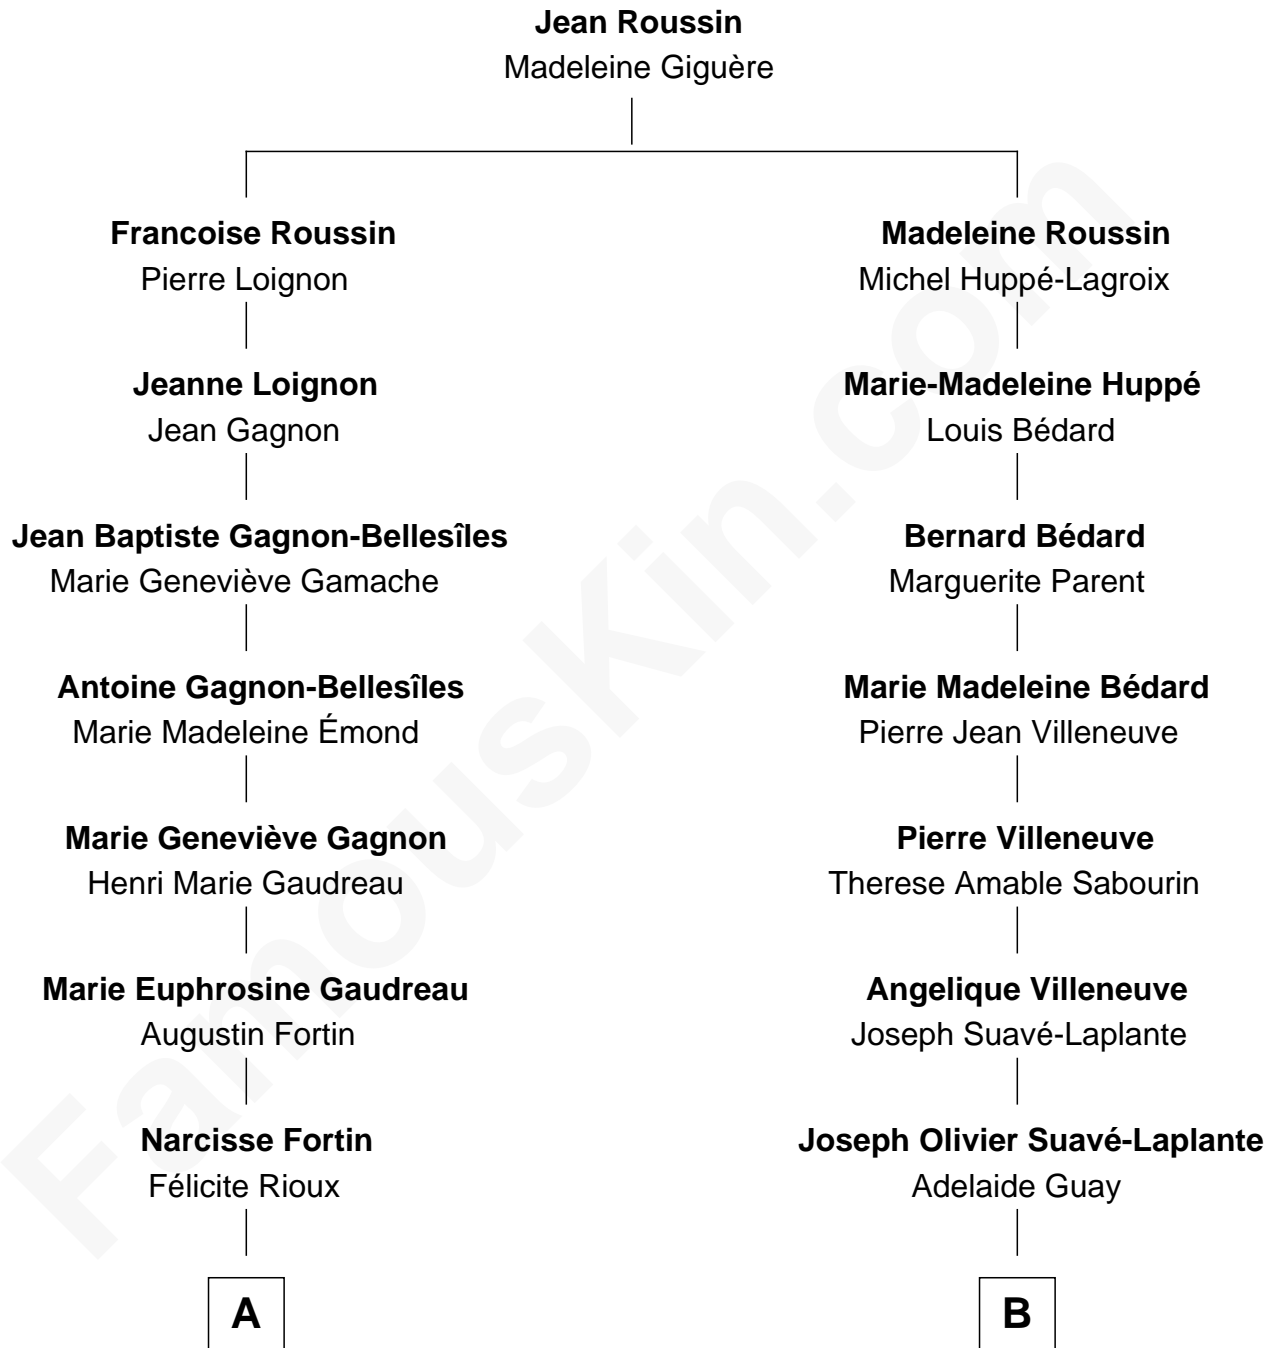 Jean Roussin
Madeleine Giguère
Francoise Roussin
Pierre Loignon
Madeleine Roussin
Michel Huppé-Lagroix
Jeanne Loignon
Jean Gagnon
Marie-Madeleine Huppé
Louis Bédard
Jean Baptiste Gagnon-Bellesîles
Marie Geneviève Gamache
Bernard Bédard
Marguerite Parent
Antoine Gagnon-Bellesîles
Marie Madeleine Émond
Marie Madeleine Bédard
Pierre Jean Villeneuve
Marie Geneviève Gagnon
Henri Marie Gaudreau
Pierre Villeneuve
Therese Amable Sabourin
Marie Euphrosine Gaudreau
Augustin Fortin
Angelique Villeneuve
Joseph Suavé-Laplante
Narcisse Fortin
Félicite Rioux
Joseph Olivier Suavé-Laplante
Adelaide Guay
A
B
FamousKin.com